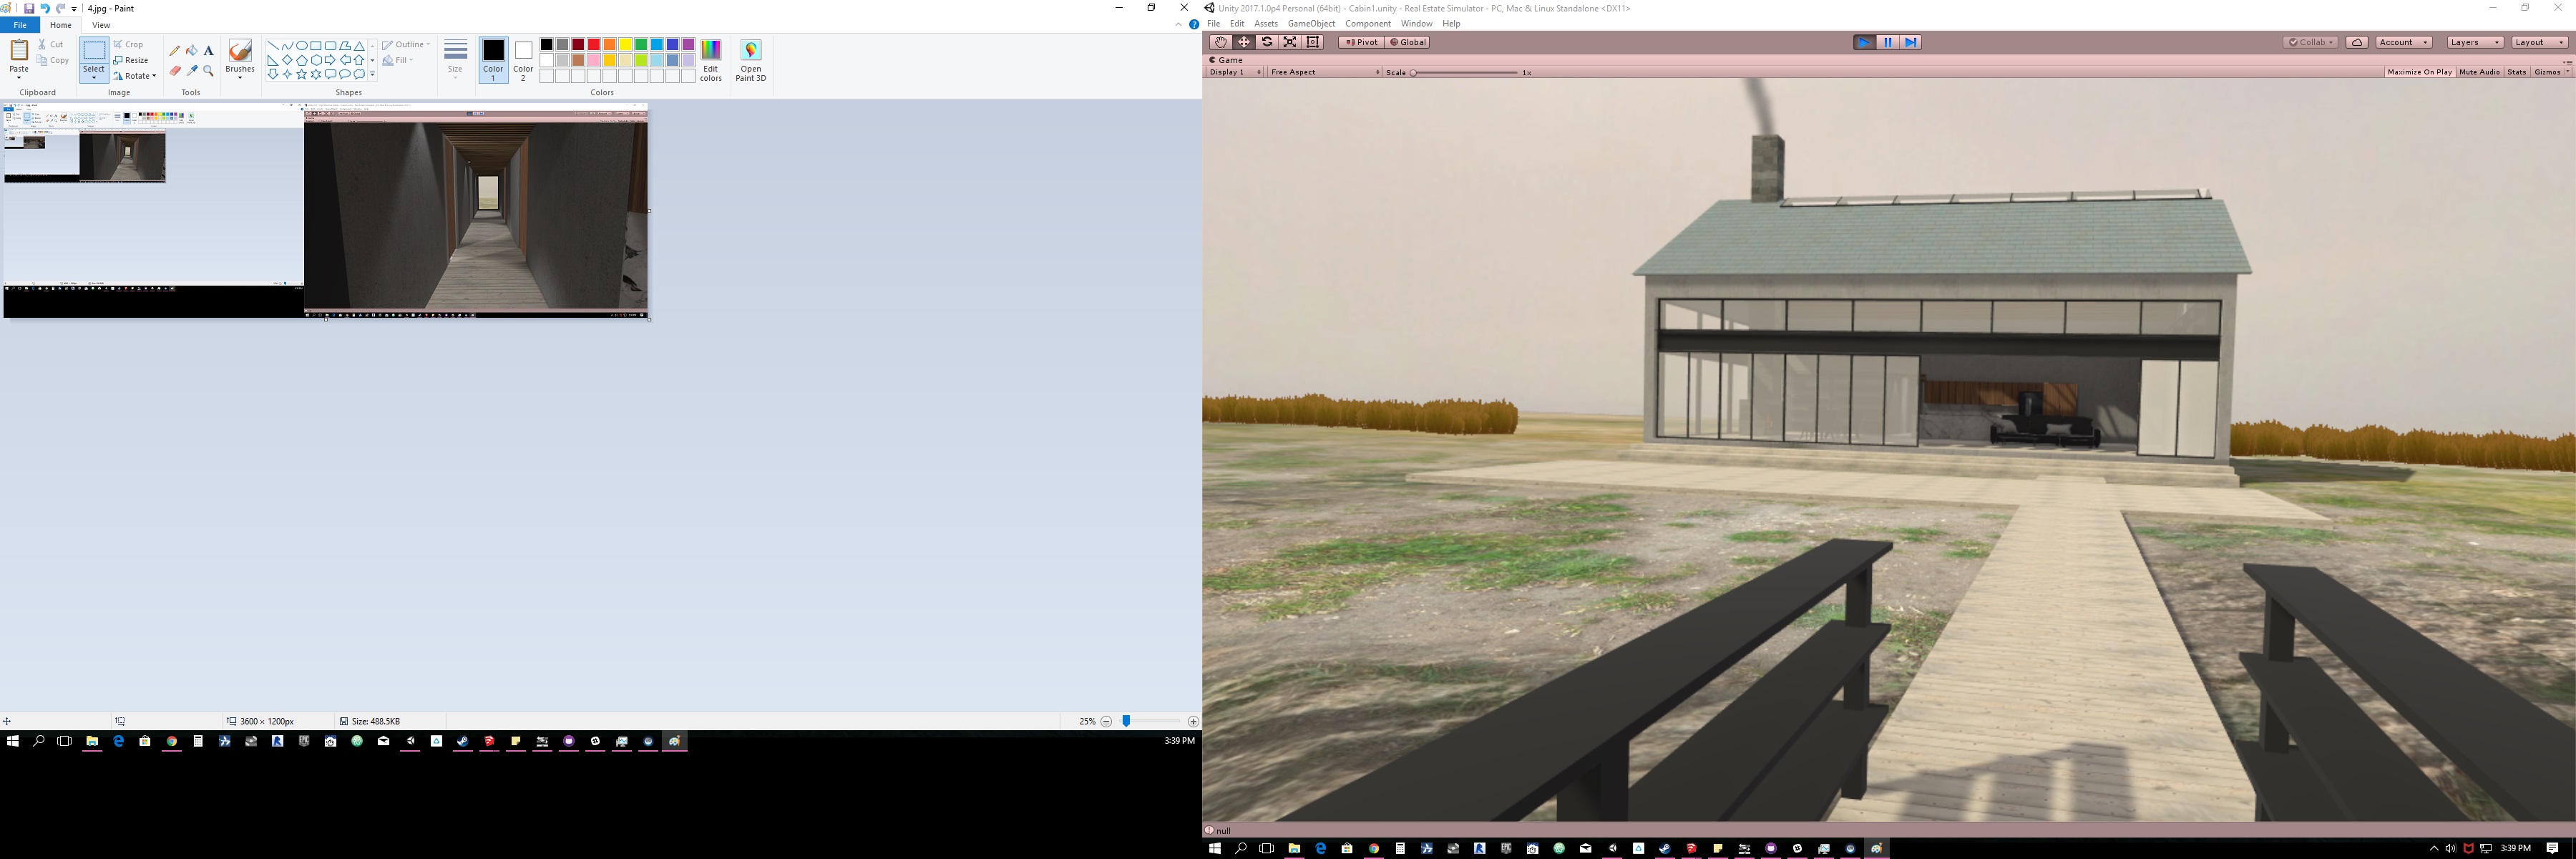 4.jpg - Paint
File Home View
Paste
Cut
Copy
Clipboard
Select
Crop
Resize
Rotate
Image
Tools
Brushes
Shapes
Outline
Fill
Size
Color
1
Color
2
Edit
colors
Colors
Open
Paint 3D
3600 × 1200px
Size: 488.5KB
25%
3:39 PM
Unity 2017.1.0p4 Personal (64bit) - Cabin1.unity - Real Estate Simulator - PC, Mac & Linux Standalone <DX11>
File Edit Assets GameObject Component Window Help
Pivot Global Collab Account Layers Layout
Game
Display 1 Free Aspect Scale 1x Maximize On Play Mute Audio Stats Gizmos
null
3:39 PM